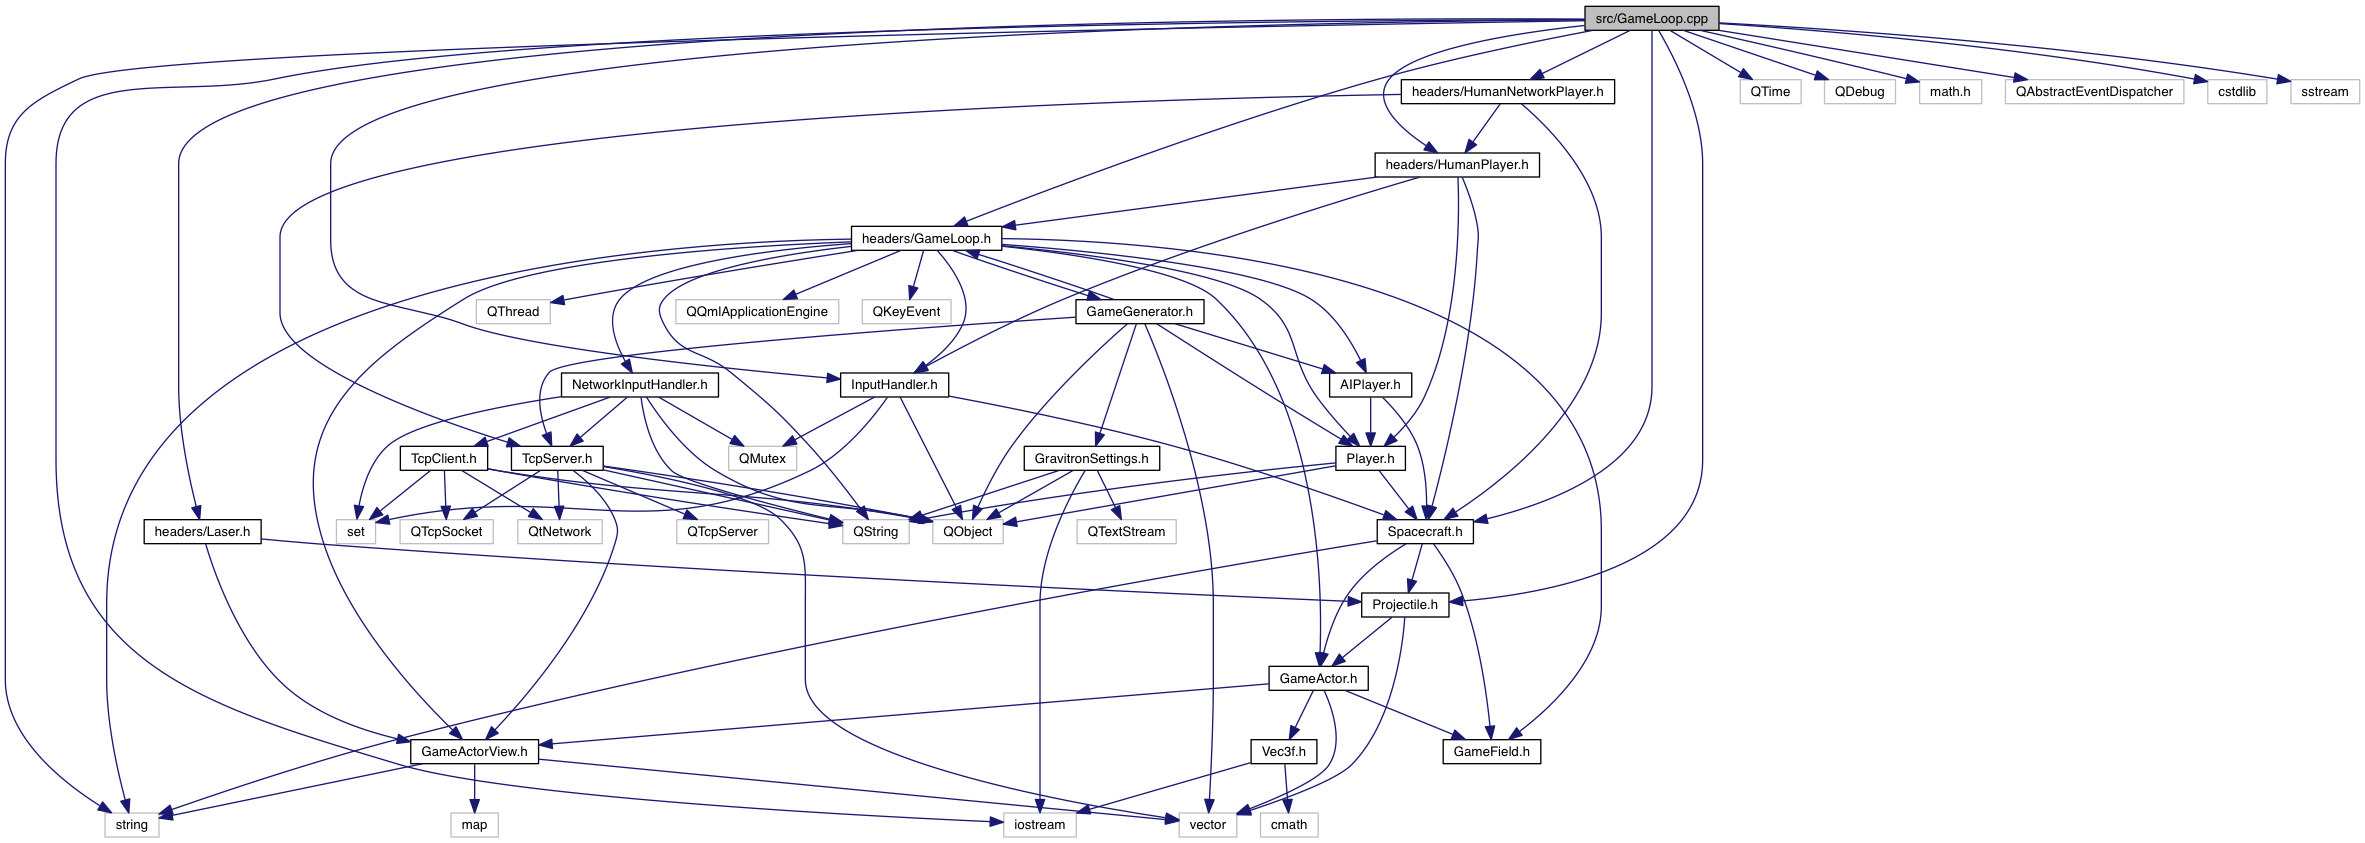 src/GameLoop.cpp
headers/HumanNetworkPlayer.h
QTime
QDebug
math.h
QAbstractEventDispatcher
cstdlib
sstream
headers/HumanPlayer.h
headers/GameLoop.h
QThread
QQmlApplicationEngine
QKeyEvent
GameGenerator.h
NetworkInputHandler.h
InputHandler.h
AIPlayer.h
TcpClient.h
TcpServer.h
QMutex
GravitronSettings.h
Player.h
headers/Laser.h
set
QTcpSocket
QtNetwork
QTcpServer
QString
QObject
QTextStream
Spacecraft.h
Projectile.h
GameActor.h
GameActorView.h
Vec3f.h
GameField.h
string
map
iostream
vector
cmath